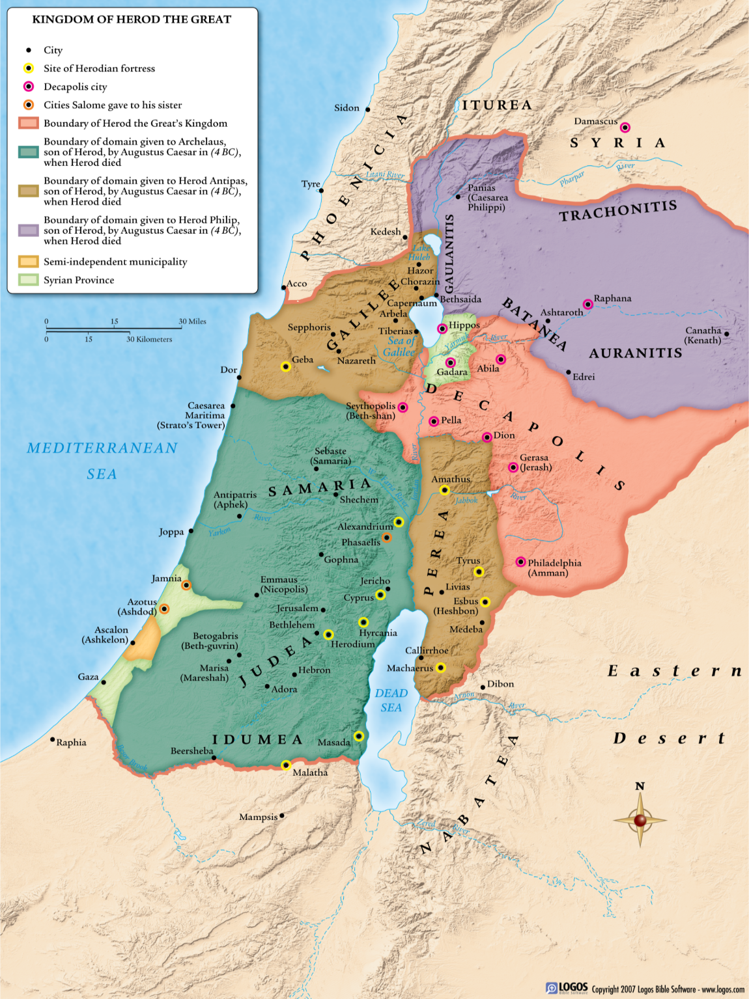 KINGDOM OF HEROD THE GREAT
City
Site of Herodian fortress
Decapolis city
Cities Salome gave to his sister
Boundary of Herod the Great's Kingdom
Boundary of domain given to Archelaus,
son of Herod, by Augustus Caesar in (4 BC),
when Herod died
Boundary of domain given to Herod Antipas,
son of Herod, by Augustus Caesar in (4 BC),
when Herod died
Boundary of domain given to Herod Philip,
son of Herod, by Augustus Caesar in (4 BC),
when Herod died
Semi-independent municipality
Syrian Province
0 15 30 Miles
0 15 30 Kilometers
ITUREA
Sidon
Damascus
SYRIA
PHOENICIA
Litani River
Pharpar River
Tyre
Panias
(Caesarea
Philippi)
TRACHONITIS
GAULANITIS
Kedesh
Lake
Huleh
Hazor
Chorazin
Acco
Capernaum
Bethsaida
GALILEE
Arbela
BATANEA
Raphana
Ashtaroth
Sepphoris
Tiberias
Hippos
Canatha
(Kenath)
Sea of
Galilee
Yarmuk River
AURANITIS
Nazareth
Geba
Gadara
Abila
Dor
Edrei
DECAPOLIS
Caesarea
Maritima
(Strato's Tower)
Seythopolis
(Beth-shan)
Pella
Dion
MEDITERRANEAN
SEA
Sebaste
(Samaria)
River
Jordan
Gerasa
(Jerash)
Amathus
SAMARIA
River
Shechem
Jabbok River
Antipatris
(Aphek)
Yarkon River
Joppa
Alexandrium
Phasaelis
PEREA
Gophna
Tyrus
Philadelphia
(Amman)
Jamnia
Emmaus
(Nicopolis)
Jericho
Cyprus
Livias
Azotus
(Ashdod)
Jerusalem
Esbus
(Heshbon)
Bethlehem
Hyrcania
Medeba
Ascalon
(Ashkelon)
Betogabris
(Beth-guvrin)
Herodium
JUDEA
Callirrhoe
Marisa
(Mareshah)
Hebron
Machaerus
Gaza
Adora
Dibon
Eastern
Desert
DEAD
SEA
Arnon River
Raphia
IDUMEA
Masada
Beersheba
Besor Brook
Malatha
NABATEA
Mampsis
Zered River
N
LOGOS
Bible Software
Copyright 2007 Logos Bible Software - www.logos.com